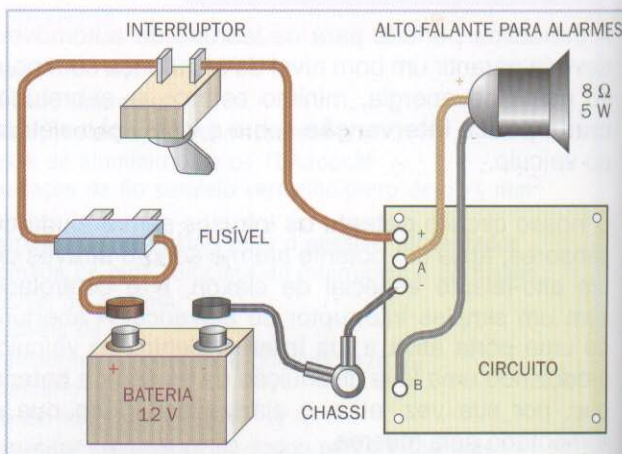 INTERRUPTOR
ALTO-FALANTE PARA ALARMES
+
8 Ω
5 W
-
FUSÍVEL
+
A
-
BATERIA
12 V
+
-
CHASSI
B
CIRCUITO